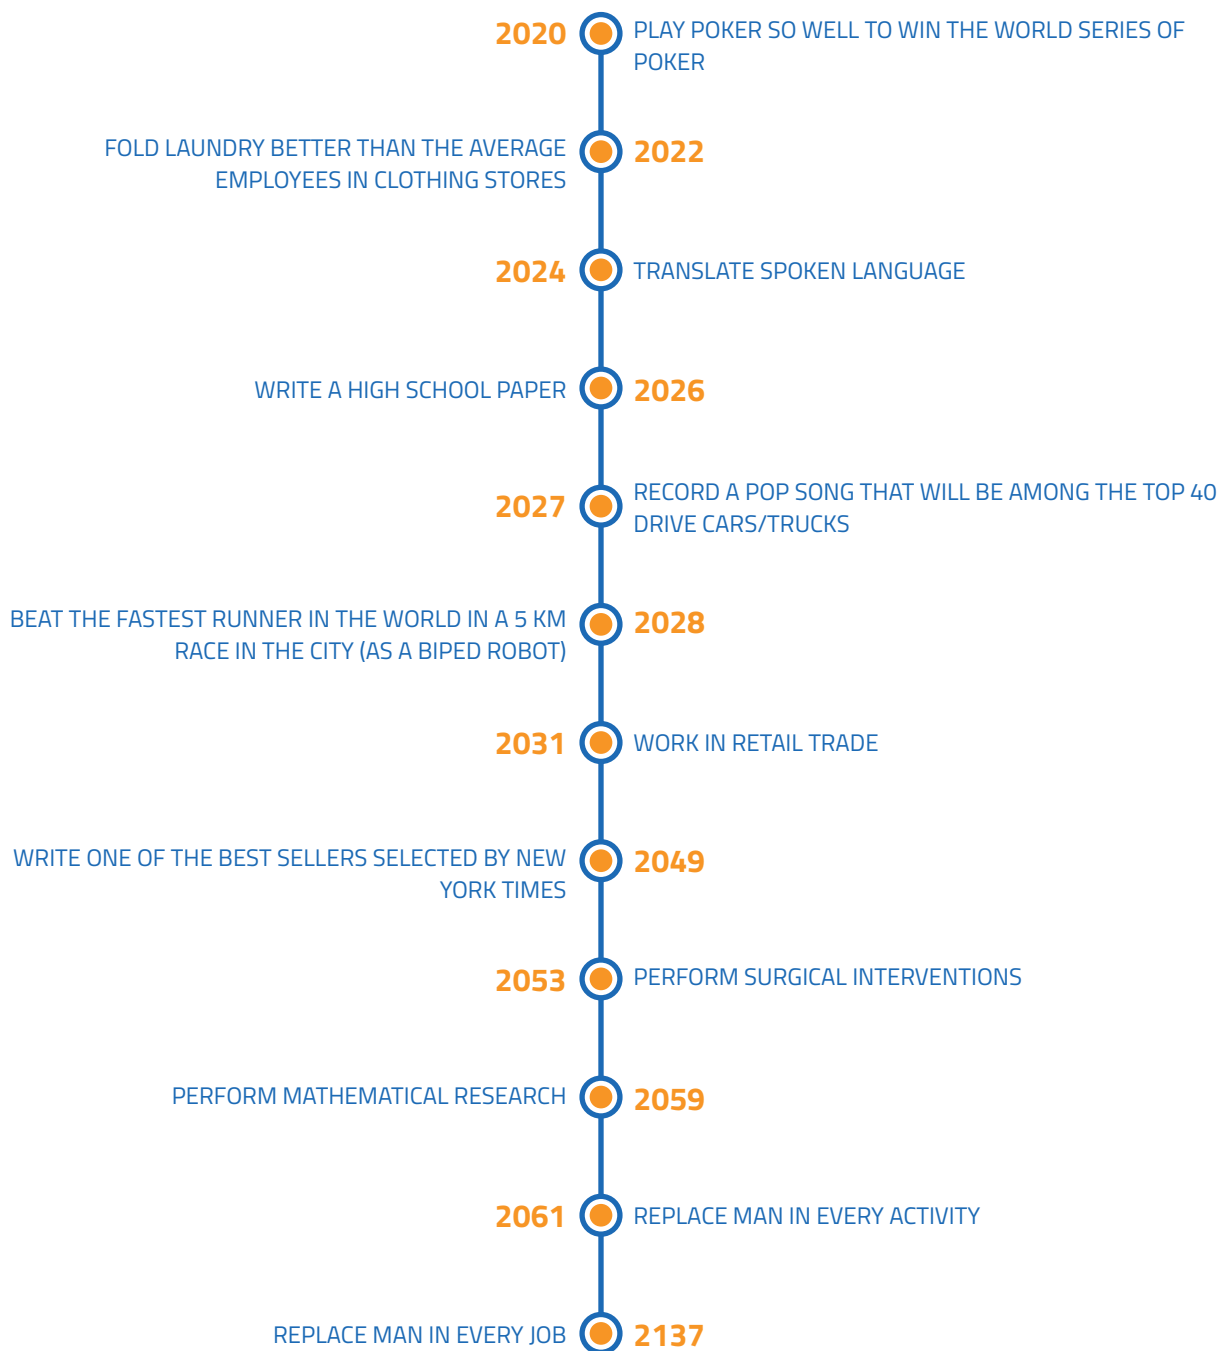 2020
PLAY POKER SO WELL TO WIN THE WORLD SERIES OF
POKER
FOLD LAUNDRY BETTER THAN THE AVERAGE
EMPLOYEES IN CLOTHING STORES
2022
2024
TRANSLATE SPOKEN LANGUAGE
WRITE A HIGH SCHOOL PAPER
2026
2027
RECORD A POP SONG THAT WILL BE AMONG THE TOP 40
DRIVE CARS/TRUCKS
BEAT THE FASTEST RUNNER IN THE WORLD IN A 5 KM
RACE IN THE CITY (AS A BIPED ROBOT)
2028
2031
WORK IN RETAIL TRADE
WRITE ONE OF THE BEST SELLERS SELECTED BY NEW
YORK TIMES
2049
2053
PERFORM SURGICAL INTERVENTIONS
PERFORM MATHEMATICAL RESEARCH
2059
2061
REPLACE MAN IN EVERY ACTIVITY
REPLACE MAN IN EVERY JOB
2137